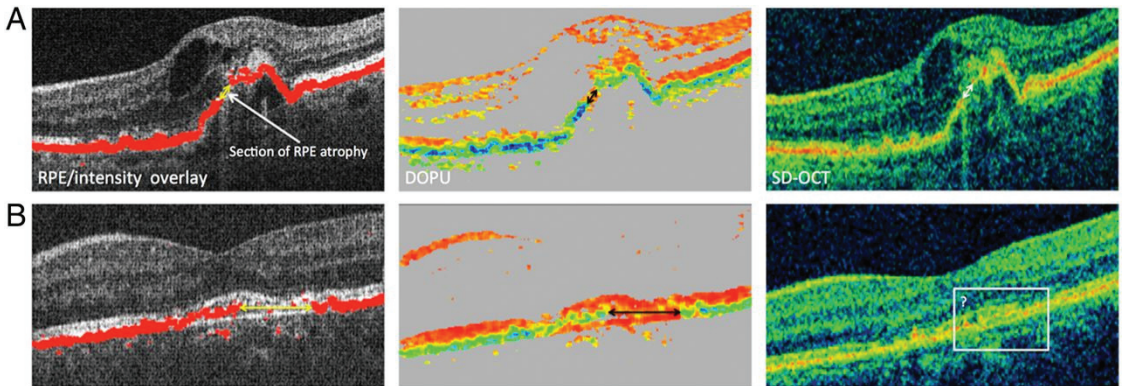 A
Section of RPE atrophy
RPE/intensity overlay
DOPU
SD-OCT
B
?